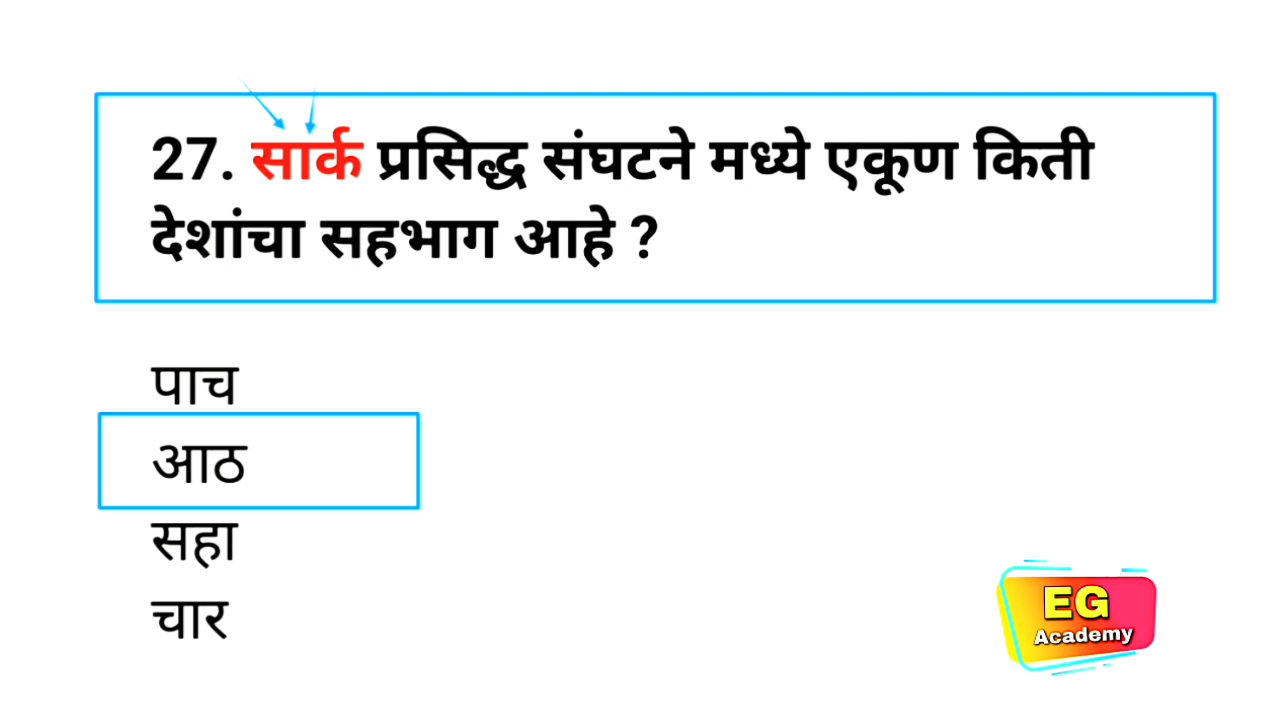 27. सार्क प्रसिद्ध संघटने मध्ये एकूण किती
देशांचा सहभाग आहे ?
पाच
आठ
सहा
चार
EG
Academy